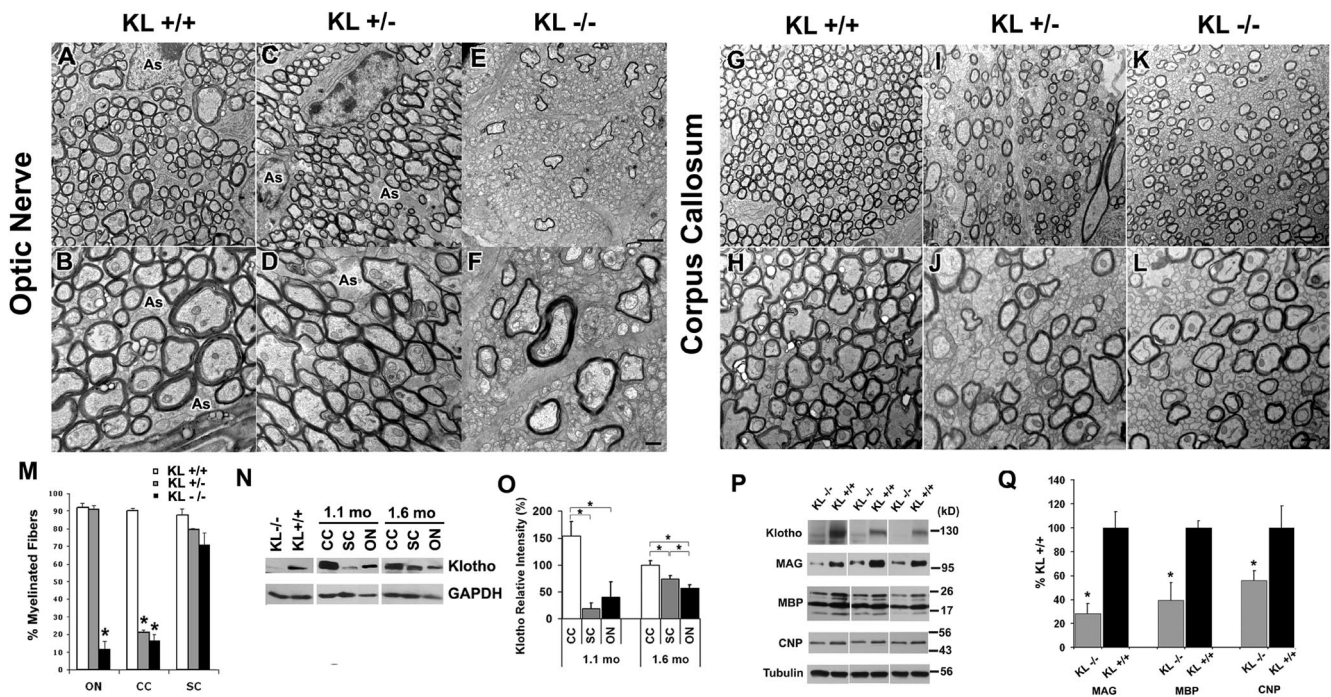 KL +/+
KL +/-
KL -/-
KL +/+
KL +/-
KL -/-
Optic Nerve
Corpus Callosum
A
As
C
As
As
E
G
I
K
B
As
As
D
As
F
H
J
L
M
KL +/+
KL +/-
KL -/-
% Myelinated Fibers
100
90
80
70
60
50
40
30
20
10
0
*
*
*
ON
CC
SC
N
KL-/-
KL+/+
1.1 mo
1.6 mo
CC
SC
ON
CC
SC
ON
Klotho
GAPDH
O
Klotho Relative Intensity (%)
200
150
100
50
0
*
*
*
*
*
CC
SC
ON
CC
SC
ON
1.1 mo
1.6 mo
P
KL -/-
KL +/+
KL -/-
KL +/+
KL -/-
KL +/+
(kD)
Klotho
130
MAG
95
MBP
26
17
CNP
56
43
Tubulin
56
Q
% KL +/+
140
120
100
80
60
40
20
0
*
*
*
KL -/-
KL +/+
KL -/-
KL +/+
KL -/-
KL +/+
MAG
MBP
CNP